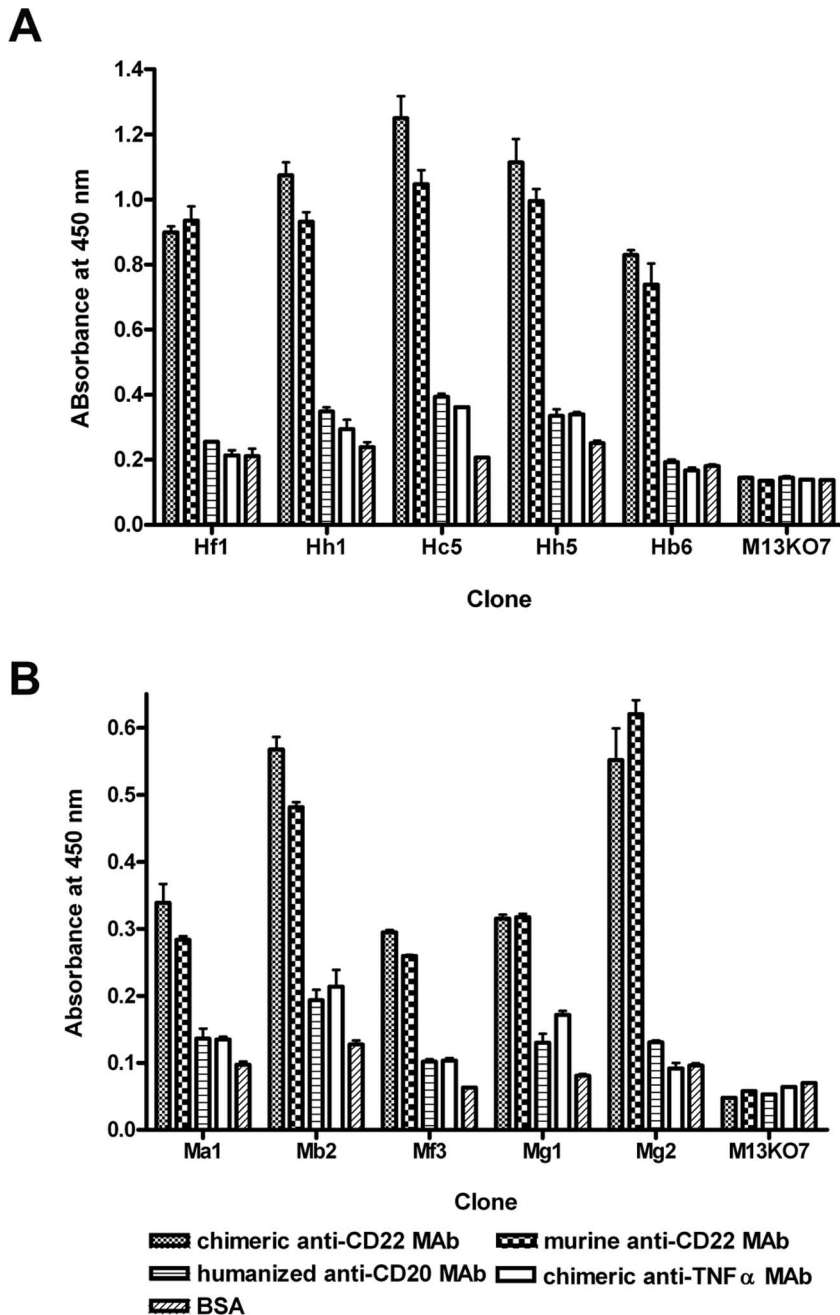 A
1.4
1.2
1.0
0.8
0.6
0.4
0.2
0.0
ABsorbance at 450 nm
Hf1 Hh1 Hc5 Hh5 Hb6 M13KO7
Clone
B
0.6
0.5
0.4
0.3
0.2
0.1
0.0
Absorbance at 450 nm
Ma1 Mb2 Mf3 Mg1 Mg2 M13KO7
Clone
chimeric anti-CD22 MAb murine anti-CD22 MAb
humanized anti-CD20 MAb chimeric anti-TNF α MAb
BSA